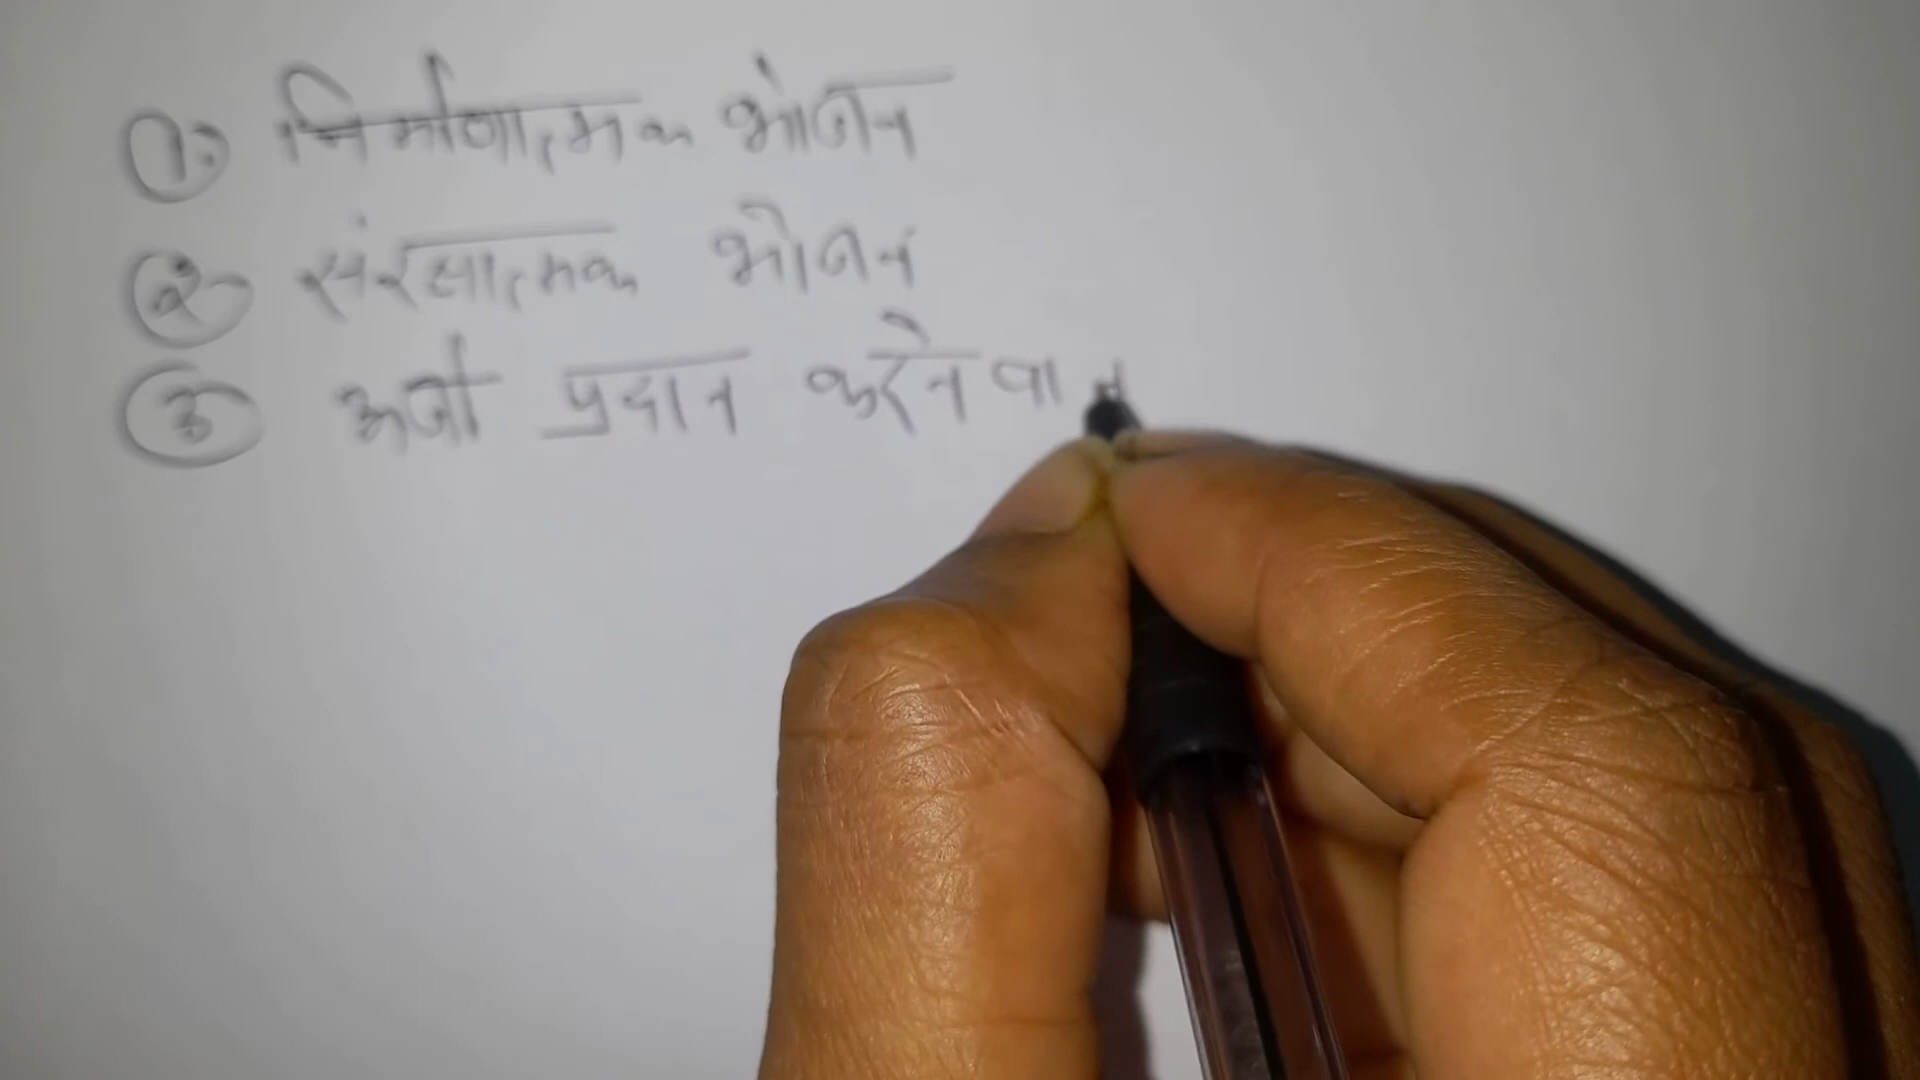 ① निर्माणात्मक भोजन
② संरक्षात्मक भोजन
③ ऊर्जा प्रदान करने वा